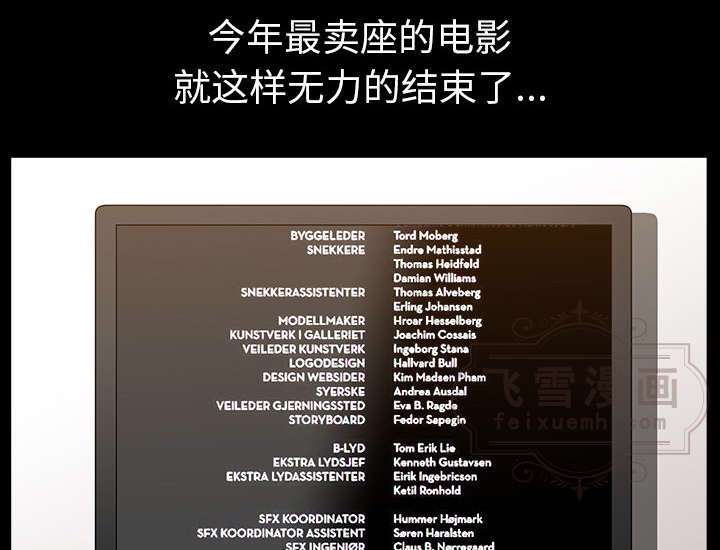 今年最卖座的电影
就这样无力的结束了...
BYGGELEDER Tord Moberg
SNEKKERE Endre Mathisstad
Thomas Heidfeld
Damian Williams
SNEKKERASSISTENTER Thomas Alveberg
Erling Johansen
MODELLMAKER Hroar Hesselberg
KUNSTVERK I GALLERIET Joachim Cossais
VEILEDER KUNSTVERK Ingeborg Stana
LOGODESIGN Hallvard Bull
DESIGN WEBSIDER Kim Madsen Pham
SYERSKE Andrea Ausdal
VEILEDER GJERNINGSSTED Eva B. Ragde
STORYBOARD Fedor Sapegin
飞雪漫画
feixuemh
B-LYD Tom Erik Lie
EKSTRA LYDSJEF Kenneth Gustavsen
EKSTRA LYDASSISTENTER Eirik Ingebricson
Ketil Ronhold
SFX KOORDINATOR Hummer Højmark
SFX KOORDINATOR ASSISTENT Søren Haralsten
SFX INGENIØR Claus B. Nørregaard